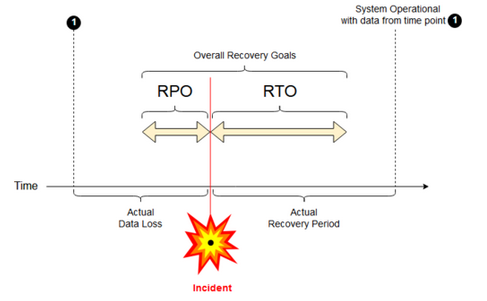 System Operational
with data from time point 1
1
Overall Recovery Goals
RPO
RTO
Time
Actual
Data Loss
Actual
Recovery Period
Incident